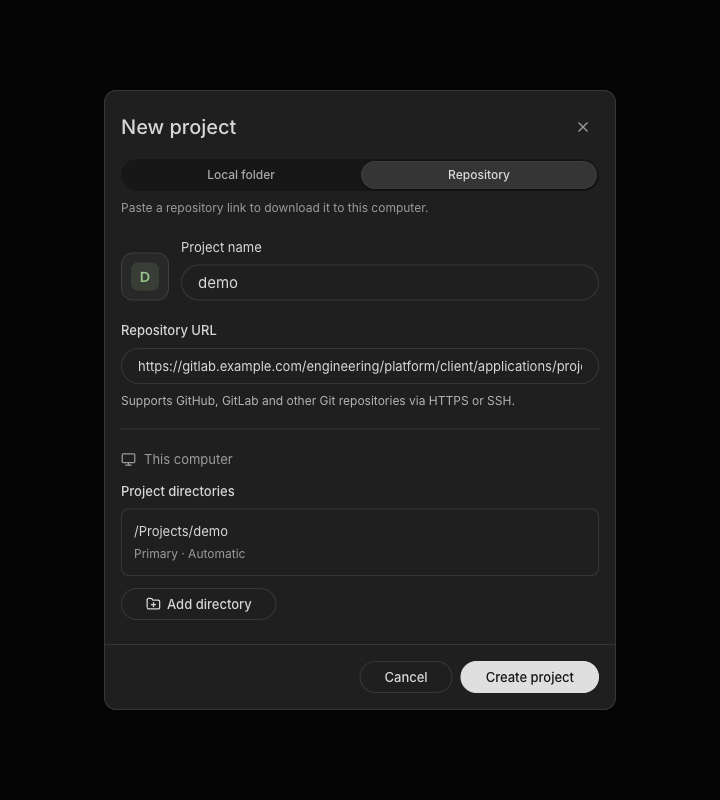 New project
Local folder
Repository
Paste a repository link to download it to this computer.
Project name
D
demo
Repository URL
https://gitlab.example.com/engineering/platform/client/applications/proj
Supports GitHub, GitLab and other Git repositories via HTTPS or SSH.
This computer
Project directories
/Projects/demo
Primary · Automatic
Add directory
Cancel
Create project